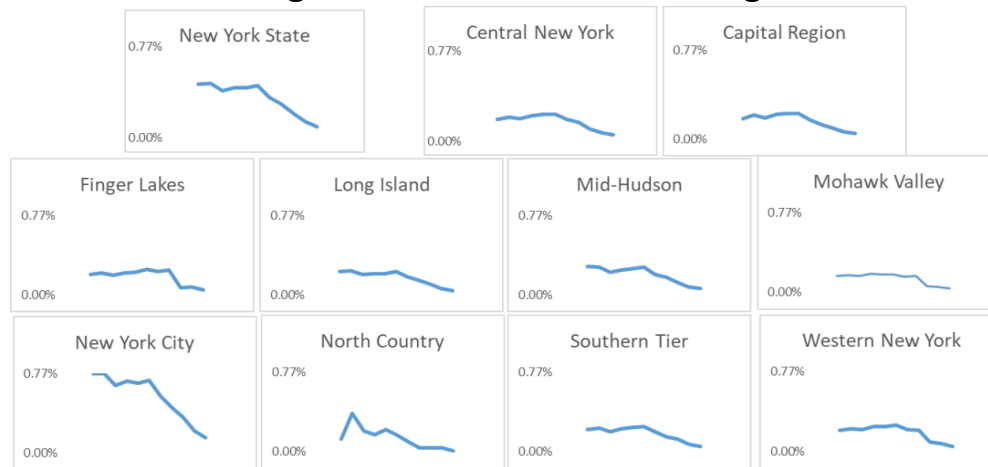 New York State
0.77%
0.00%
Central New York
0.77%
0.00%
Capital Region
0.77%
0.00%
Finger Lakes
0.77%
0.00%
Long Island
0.77%
0.00%
Mid-Hudson
0.77%
0.00%
Mohawk Valley
0.77%
0.00%
New York City
0.77%
0.00%
North Country
0.77%
0.00%
Southern Tier
0.77%
0.00%
Western New York
0.77%
0.00%